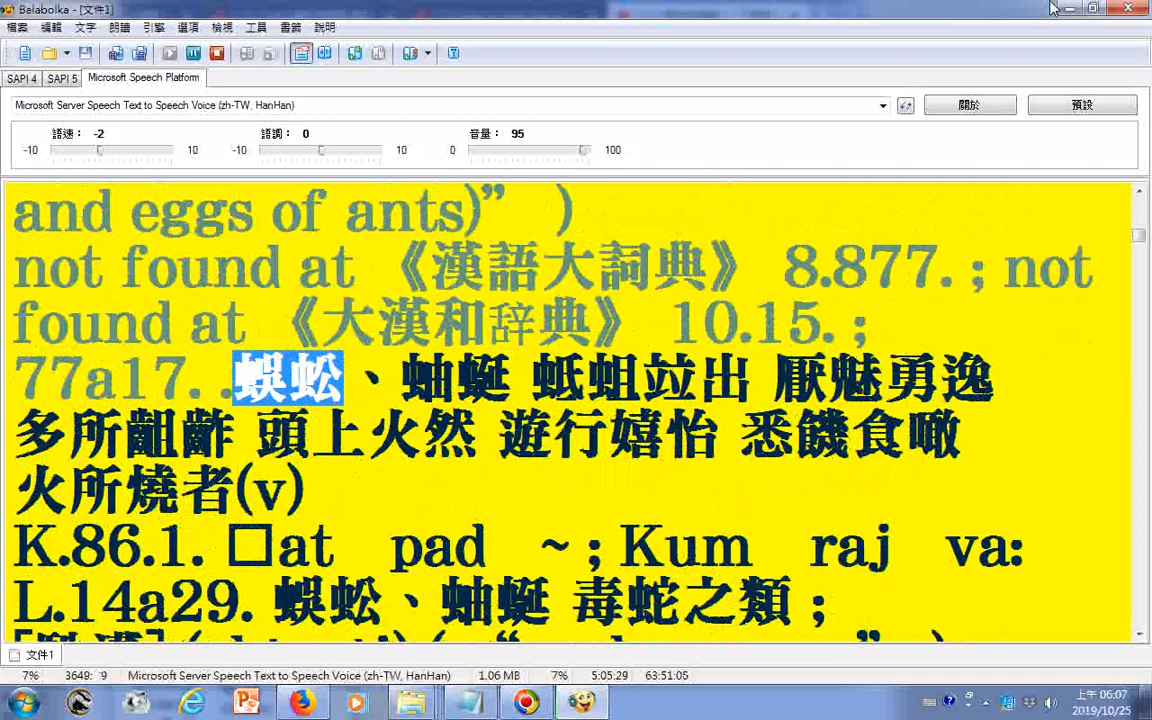 Balabolka - [文件1]
檔案 編輯 文字 朗讀 引擎 選項 檢視 工具 書籤 說明
SAPI 4 SAPI 5 Microsoft Speech Platform
Microsoft Server Speech Text to Speech Voice (zh-TW, HanHan) 關於 預設
語速： -2 語調： 0 音量： 95
-10 10 -10 10 0 100
and eggs of ants)” )
not found at 《漢語大詞典》 8.877. ; not
found at 《大漢和辞典》 10.15. ;
77a17. .蜈蚣、蚰蜒 蚳蛆竝出 厭魅勇逸
多所齟齰 頭上火然 遊行嬉怡 悉饑食噉
火所燒者(v)
K.86.1. □at pad ~ ; Kum raj va:
L.14a29. 蜈蚣、蚰蜒 毒蛇之類 ;
文件1
7% 3649: 9 Microsoft Server Speech Text to Speech Voice (zh-TW, HanHan) 1.06 MB 7% 5:05:29 63:51:05
上午 06:07
2019/10/25